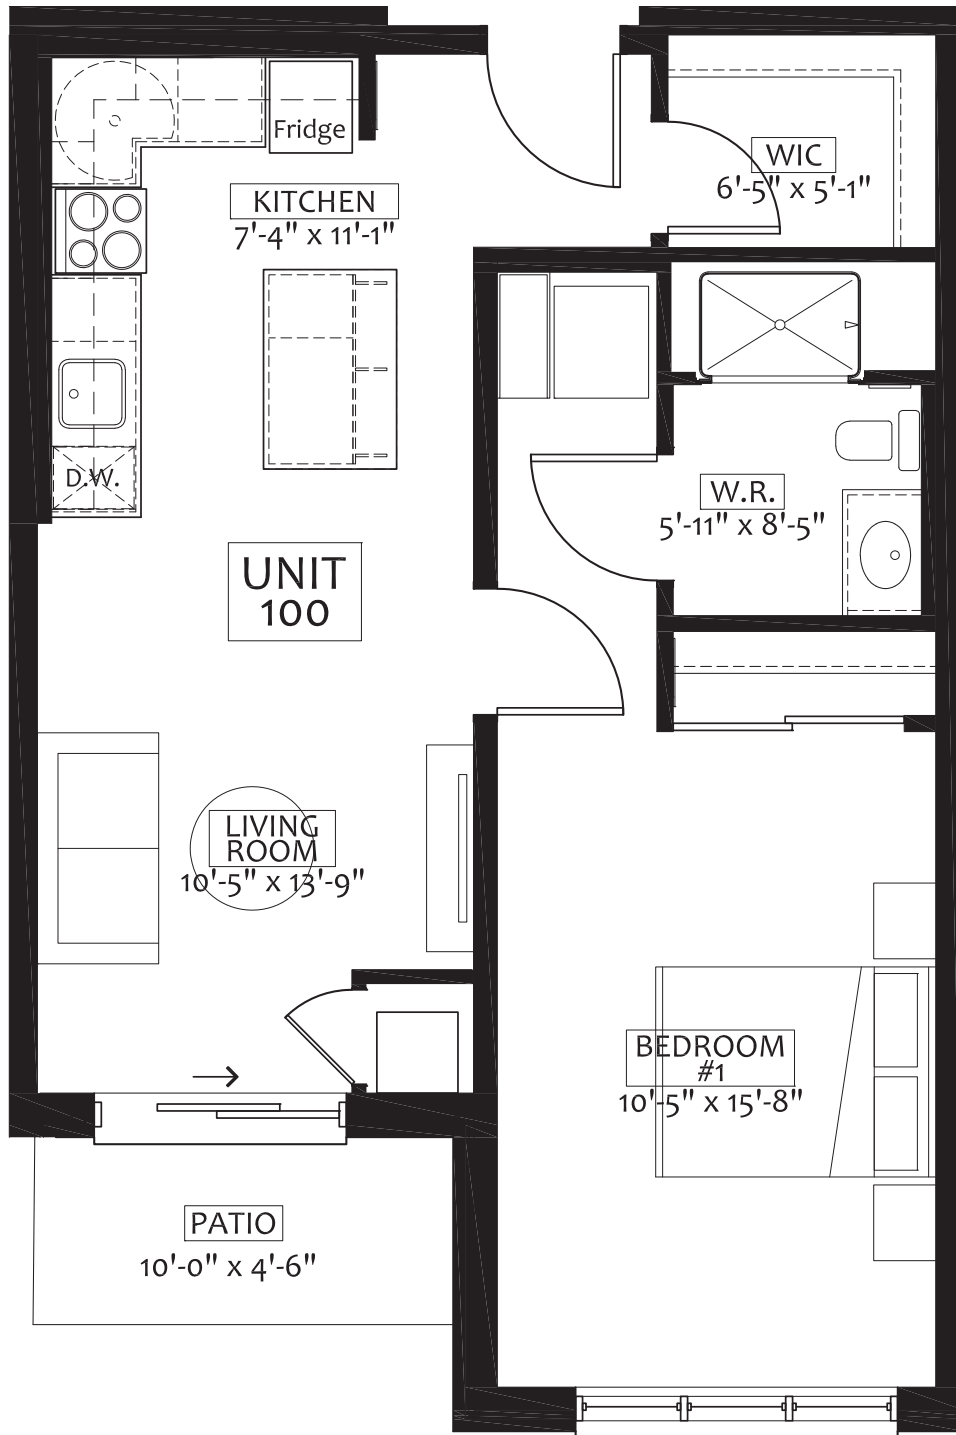 Fridge
WIC
6'-5" x 5'-1"
KITCHEN
7'-4" x 11'-1"
D.W.
W.R.
5'-11" x 8'-5"
UNIT
100
LIVING
ROOM
10'-5" x 13'-9"
BEDROOM
#1
10'-5" x 15'-8"
PATIO
10'-0" x 4'-6"